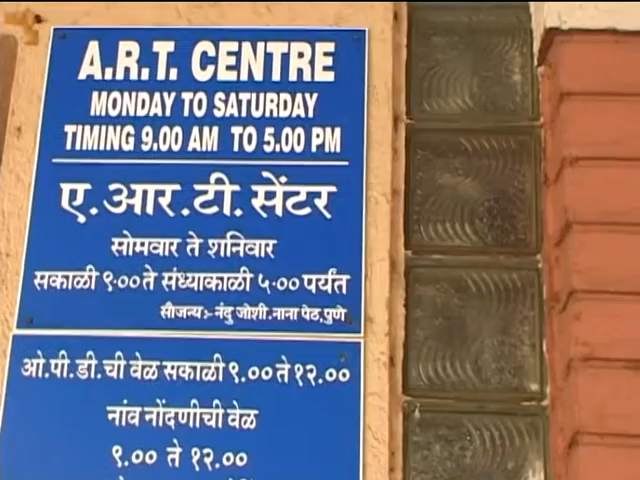 A.R.T. CENTRE
MONDAY TO SATURDAY
TIMING 9.00 AM TO 5.00 PM
ए.आर.टी. सेंटर
सोमवार ते शनिवार
सकाळी ९.०० ते संध्याकाळी ५.०० पर्यंत
सौजन्य:- नंदु जोशी.नाना पेठ,पुणे
ओ.पी.डी.ची वेळ सकाळी ९.०० ते १२.००
नांव नोंदणीची वेळ
९.०० ते १२.००